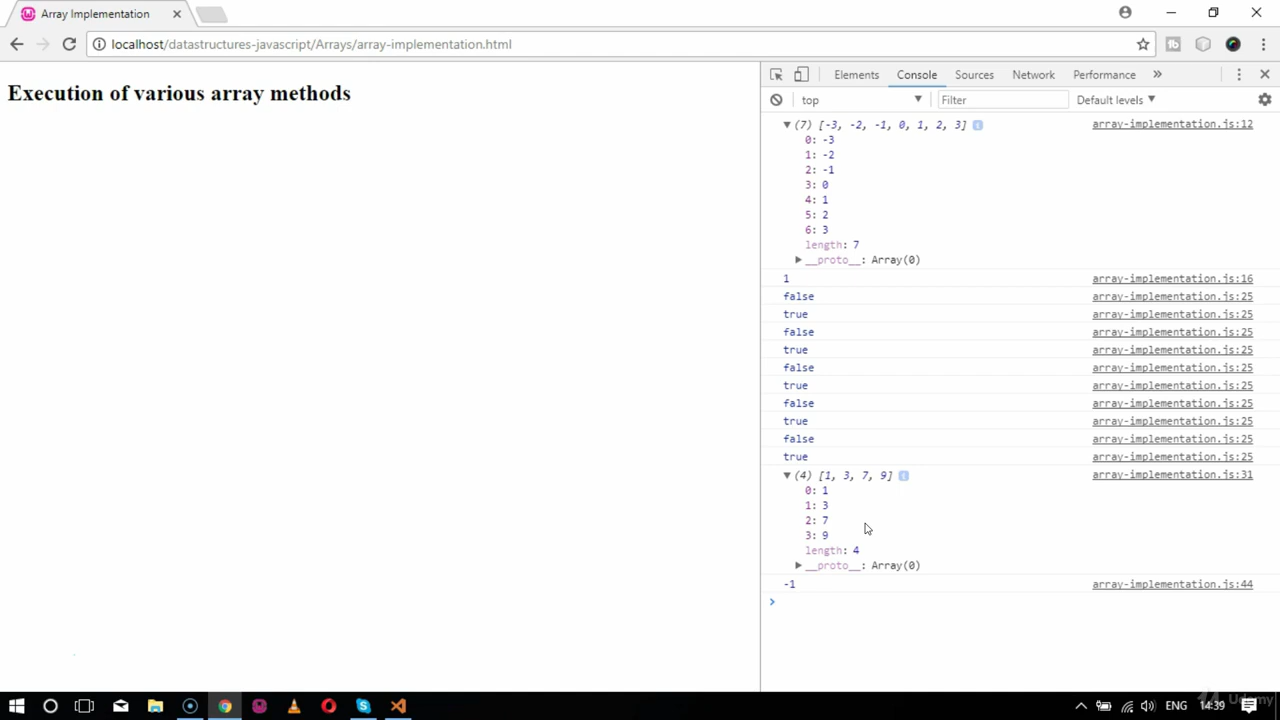 Array Implementation
localhost/datastructures-javascript/Arrays/array-implementation.html
Execution of various array methods
Elements Console Sources Network Performance »
top Filter Default levels
(7) [-3, -2, -1, 0, 1, 2, 3] array-implementation.js:12
0: -3
1: -2
2: -1
3: 0
4: 1
5: 2
6: 3
length: 7
__proto__: Array(0)
1 array-implementation.js:16
false array-implementation.js:25
true array-implementation.js:25
false array-implementation.js:25
true array-implementation.js:25
false array-implementation.js:25
true array-implementation.js:25
false array-implementation.js:25
true array-implementation.js:25
false array-implementation.js:25
true array-implementation.js:25
(4) [1, 3, 7, 9] array-implementation.js:31
0: 1
1: 3
2: 7
3: 9
length: 4
__proto__: Array(0)
-1 array-implementation.js:44
>
ENG 14:39
Udemy